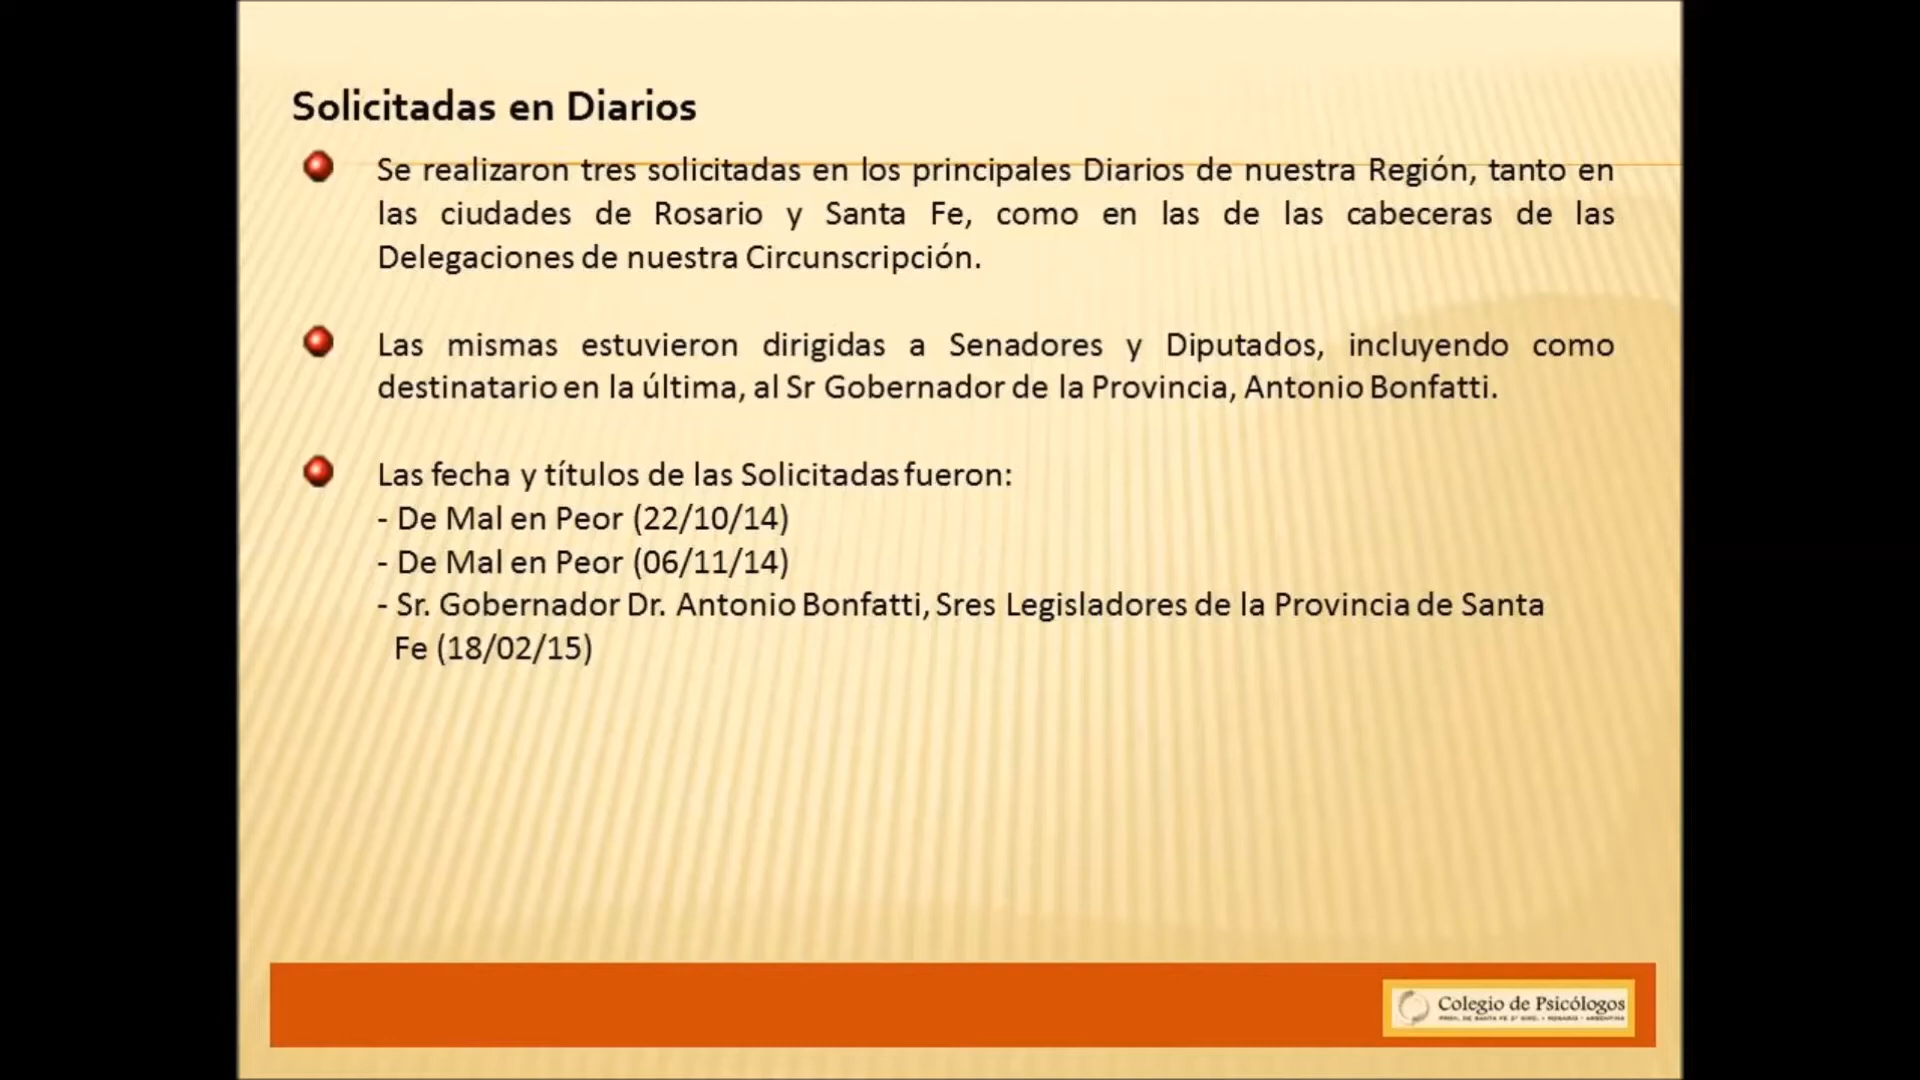 Solicitadas en Diarios
Se realizaron tres solicitadas en los principales Diarios de nuestra Región, tanto en
las ciudades de Rosario y Santa Fe, como en las de las cabeceras de las
Delegaciones de nuestra Circunscripción.
Las mismas estuvieron dirigidas a Senadores y Diputados, incluyendo como
destinatario en la última, al Sr Gobernador de la Provincia, Antonio Bonfatti.
Las fecha y títulos de las Solicitadas fueron:
- De Mal en Peor (22/10/14)
- De Mal en Peor (06/11/14)
- Sr. Gobernador Dr. Antonio Bonfatti, Sres Legisladores de la Provincia de Santa
Fe (18/02/15)
Colegio de Psicólogos